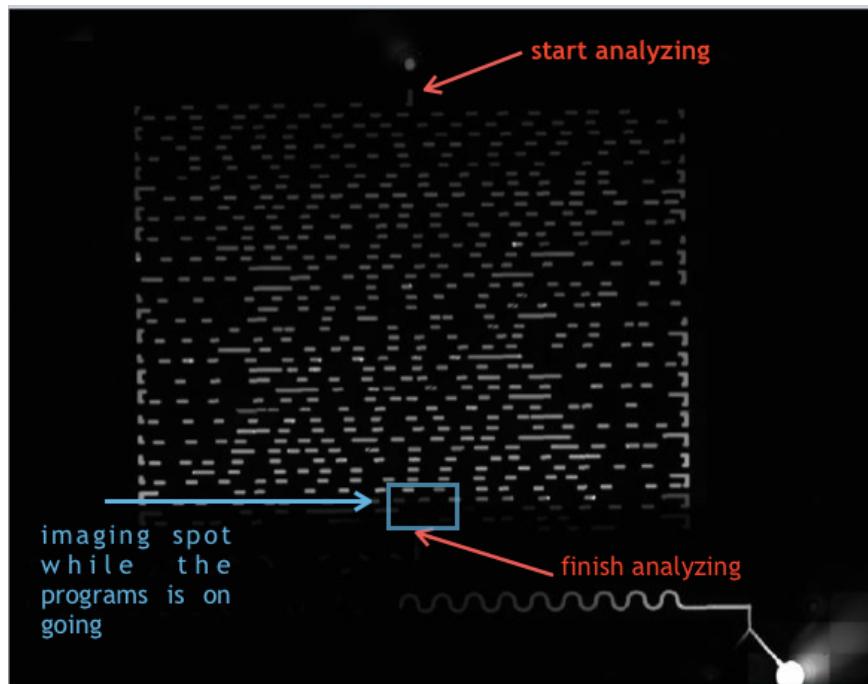 start analyzing
imaging spot
while the
programs is on
going
finish analyzing